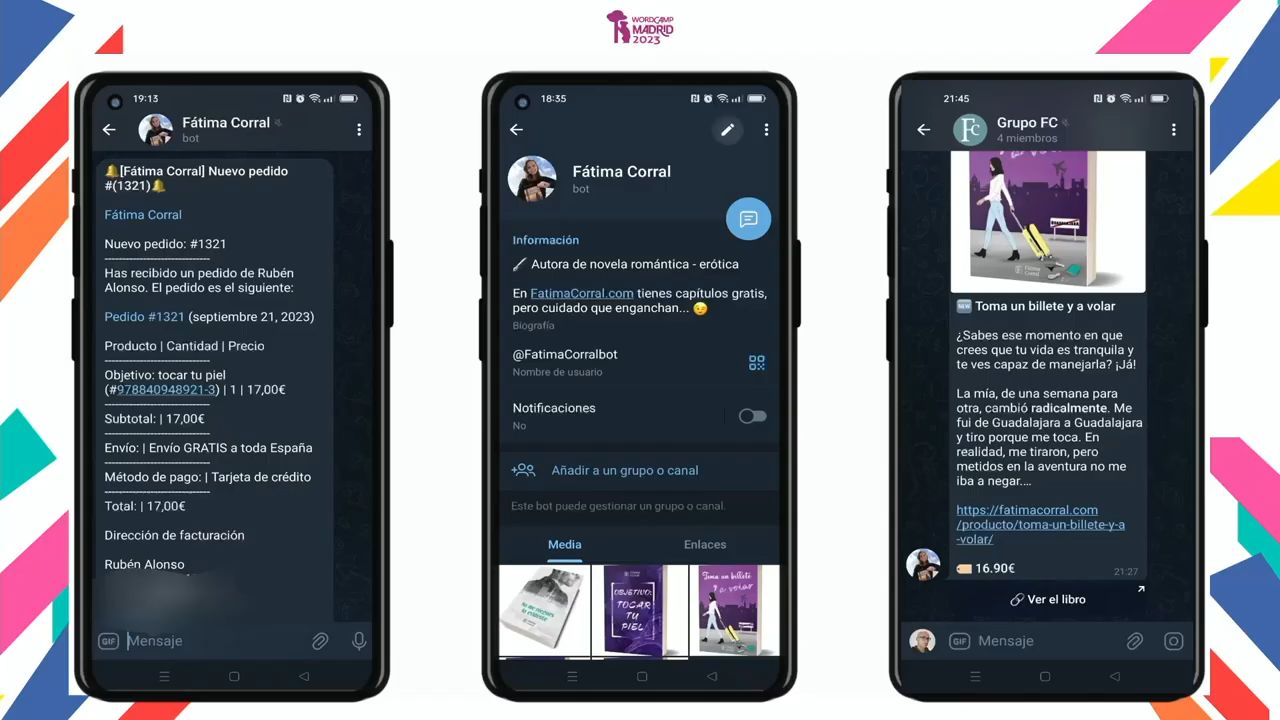 WORDCAMP
MADRID
2023
19:13
Fátima Corral
bot
🔔[Fátima Corral] Nuevo pedido
#(1321)🔔
Fátima Corral
Nuevo pedido: #1321
------------------------------
Has recibido un pedido de Rubén
Alonso. El pedido es el siguiente:
Pedido #1321 (septiembre 21, 2023)
Producto | Cantidad | Precio
------------------------------
Objetivo: tocar tu piel
(#978840948921-3) | 1 | 17,00€
------------------------------
Subtotal: | 17,00€
------------------------------
Envío: | Envío GRATIS a toda España
------------------------------
Método de pago: | Tarjeta de crédito
------------------------------
Total: | 17,00€
Dirección de facturación
Rubén Alonso
GIF Mensaje
18:35
Fátima Corral
bot
Información
🖌 Autora de novela romántica - erótica
En FatimaCorral.com tienes capítulos gratis,
pero cuidado que enganchan... 😉
Biografía
@FatimaCorralbot
Nombre de usuario
Notificaciones
No
Añadir a un grupo o canal
Este bot puede gestionar un grupo o canal.
Media Enlaces
OBJETIVO:
TOCAR
TU
PIEL
Toma un billete
y a volar
21:45
FC
Grupo FC
4 miembros
Fátima
Corral
🆕 Toma un billete y a volar
¿Sabes ese momento en que
crees que tu vida es tranquila y
te ves capaz de manejarla? ¡Já!
La mía, de una semana para
otra, cambió radicalmente. Me
fui de Guadalajara a Guadalajara
y tiro porque me toca. En
realidad, me tiraron, pero
metidos en la aventura no me
iba a negar....
https://fatimacorral.com
/producto/toma-un-billete-y-a
-volar/
🏷 16.90€
21:27
🔗 Ver el libro
GIF Mensaje